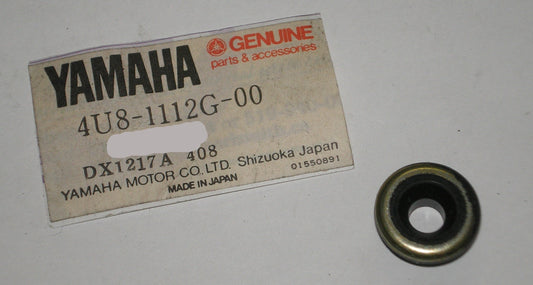 GENUINE
YAMAHA parts & accessories
4U8-1112G-00
DX1217A 408
YAMAHA MOTOR CO.,LTD. Shizuoka Japan
MADE IN JAPAN 01550891